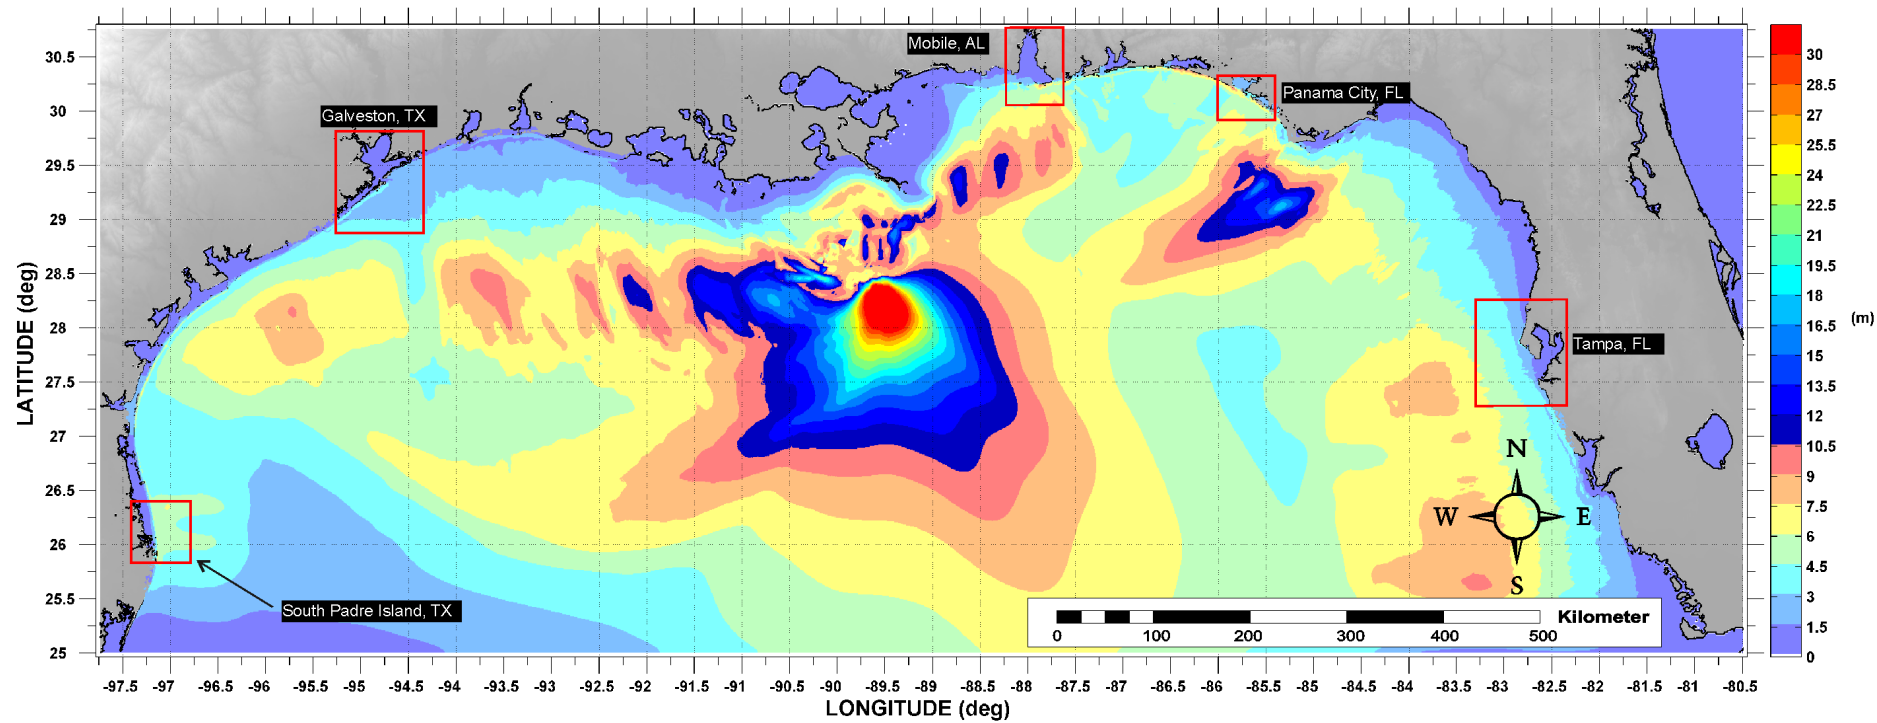 Mobile, AL
Panama City, FL
Galveston, TX
Tampa, FL
South Padre Island, TX
N
W E
S
Kilometer
0 100 200 300 400 500
LATITUDE (deg)
30.5
30
29.5
29
28.5
28
27.5
27
26.5
26
25.5
25
-97.5 -97 -96.5 -96 -95.5 -95 -94.5 -94 -93.5 -93 -92.5 -92 -91.5 -91 -90.5 -90 -89.5 -89 -88.5 -88 -87.5 -87 -86.5 -86 -85.5 -85 -84.5 -84 -83.5 -83 -82.5 -82 -81.5 -81 -80.5
LONGITUDE (deg)
30
28.5
27
25.5
24
22.5
21
19.5
18
16.5
15
13.5
12
10.5
9
7.5
6
4.5
3
1.5
0
(m)